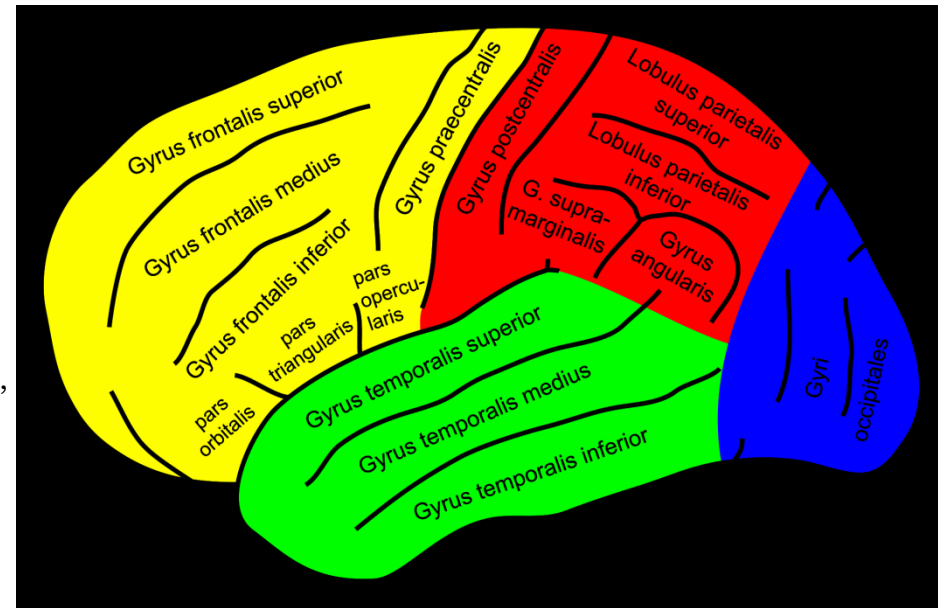 Gyrus frontalis superior
Gyrus frontalis medius
Gyrus frontalis inferior
pars
orbitalis
pars
triangularis
pars
opercu-
laris
Gyrus praecentralis
Gyrus postcentralis
Lobulus parietalis
superior
Lobulus parietalis
inferior
G. supra-
marginalis
Gyrus
angularis
Gyrus temporalis superior
Gyrus temporalis medius
Gyrus temporalis inferior
Gyri
occipitales
,